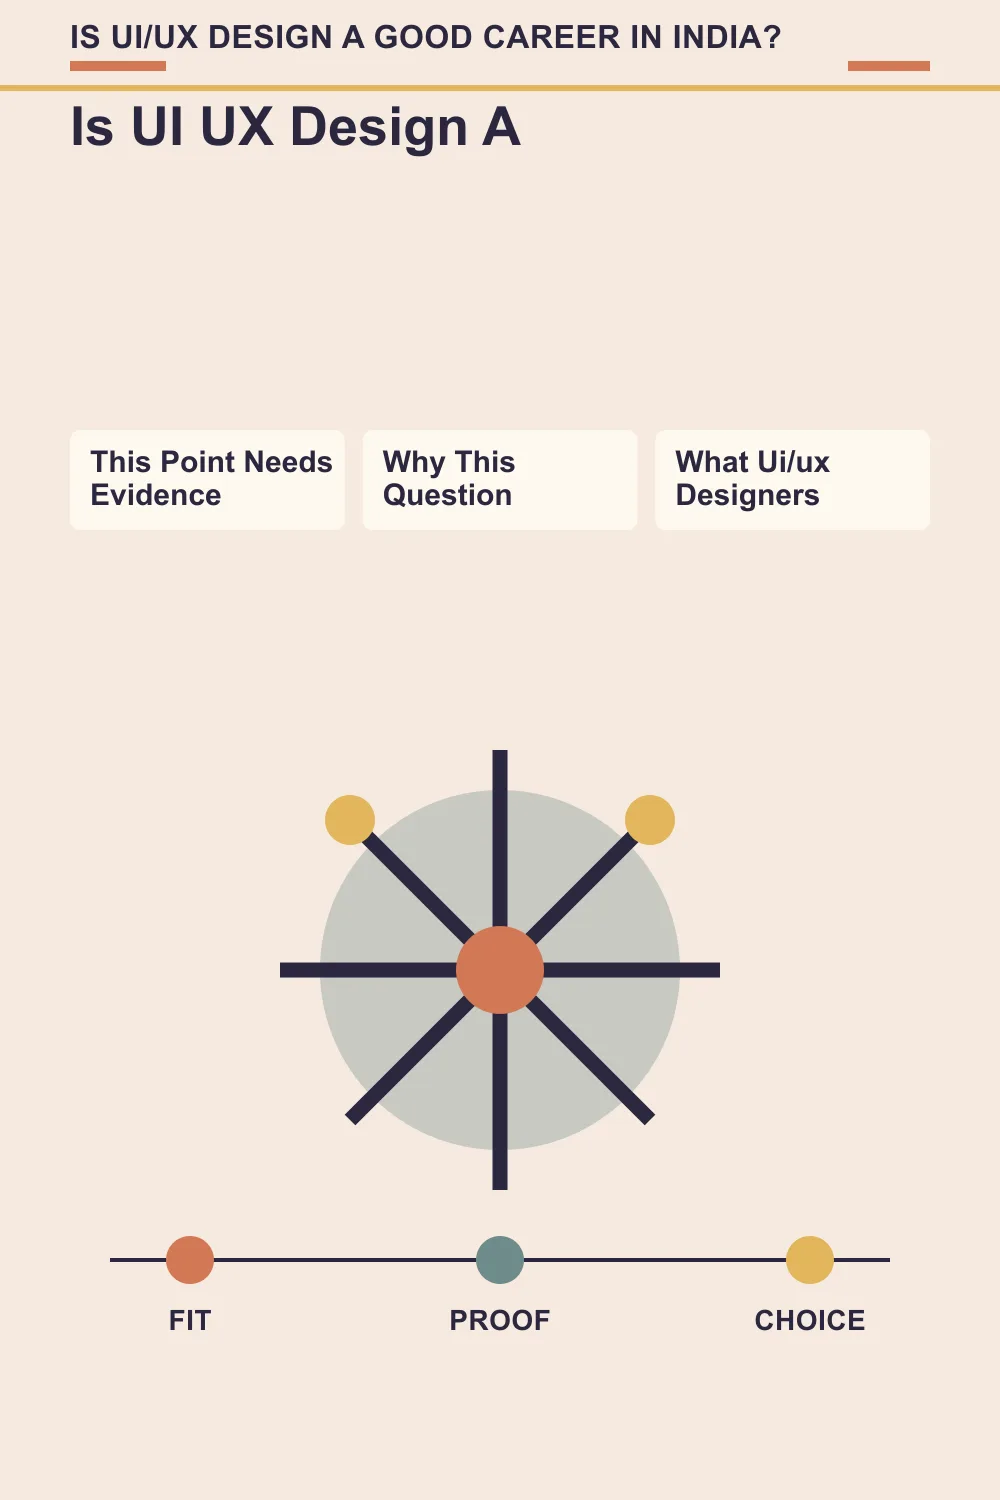 IS UI/UX DESIGN A GOOD CAREER IN INDIA?
Is UI UX Design A
This Point Needs
Evidence
Why This
Question
What Ui/ux
Designers
FIT
PROOF
CHOICE